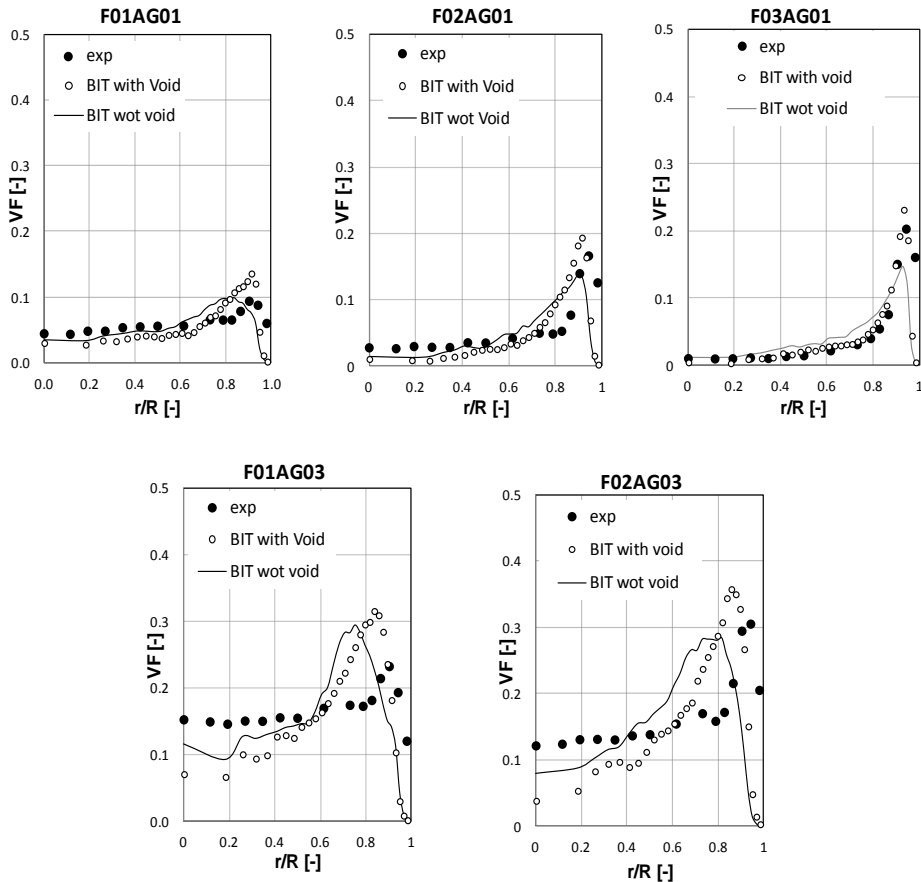 F01AG01
F02AG01
F03AG01
0.5
0.4
0.3
0.2
0.1
0.0
VF [-]
exp
BIT with Void
BIT wot void
0.0 0.2 0.4 0.6 0.8 1.0
r/R [-]
0.5
0.4
0.3
0.2
0.1
0
VF [-]
exp
BIT with Void
BIT wot Void
0.0 0.2 0.4 0.6 0.8 1
r/R [-]
0.5
0.4
0.3
0.2
0.1
0
VF [-]
exp
BIT with Void
BIT wot void
0 0.2 0.4 0.6 0.8 1
r/R [-]
F01AG03
F02AG03
0.5
0.4
0.3
0.2
0.1
0.0
VF [-]
exp
BIT with Void
BIT wot void
0 0.2 0.4 0.6 0.8 1
r/R [-]
0.5
0.4
0.3
0.2
0.1
0
VF [-]
exp
BIT with void
BIT wot void
0 0.2 0.4 0.6 0.8 1
r/R [-]